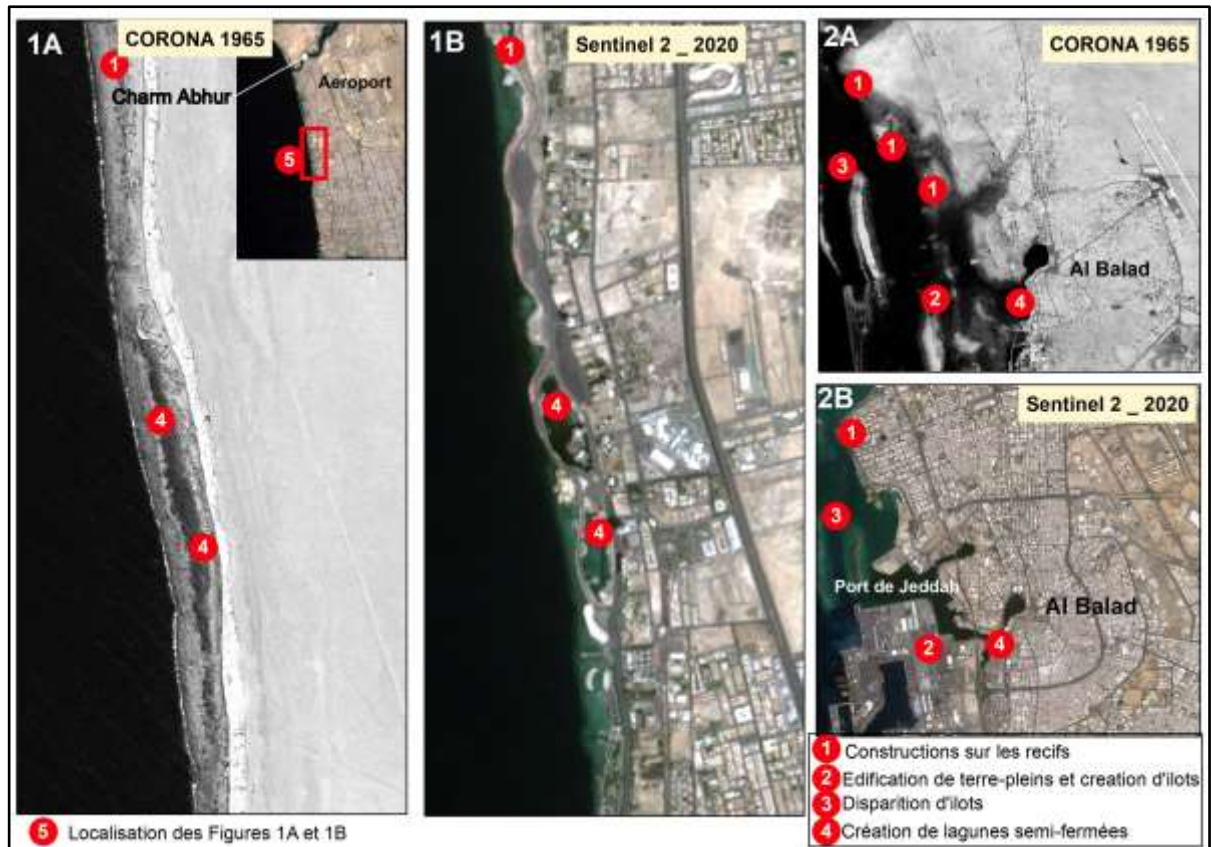 1A
CORONA 1965
1
Charm Abhur
Aeroport
5
4
4
5 Localisation des Figures 1A et 1B
1B
Sentinel 2 _ 2020
1
4
4
2A
CORONA 1965
1
1
3
1
Al Balad
2
4
2B
Sentinel 2 _ 2020
1
3
Port de Jeddah
Al Balad
2
4
1 Constructions sur les recifs
2 Edification de terre-pleins et creation d'ilots
3 Disparition d'ilots
4 Création de lagunes semi-fermées